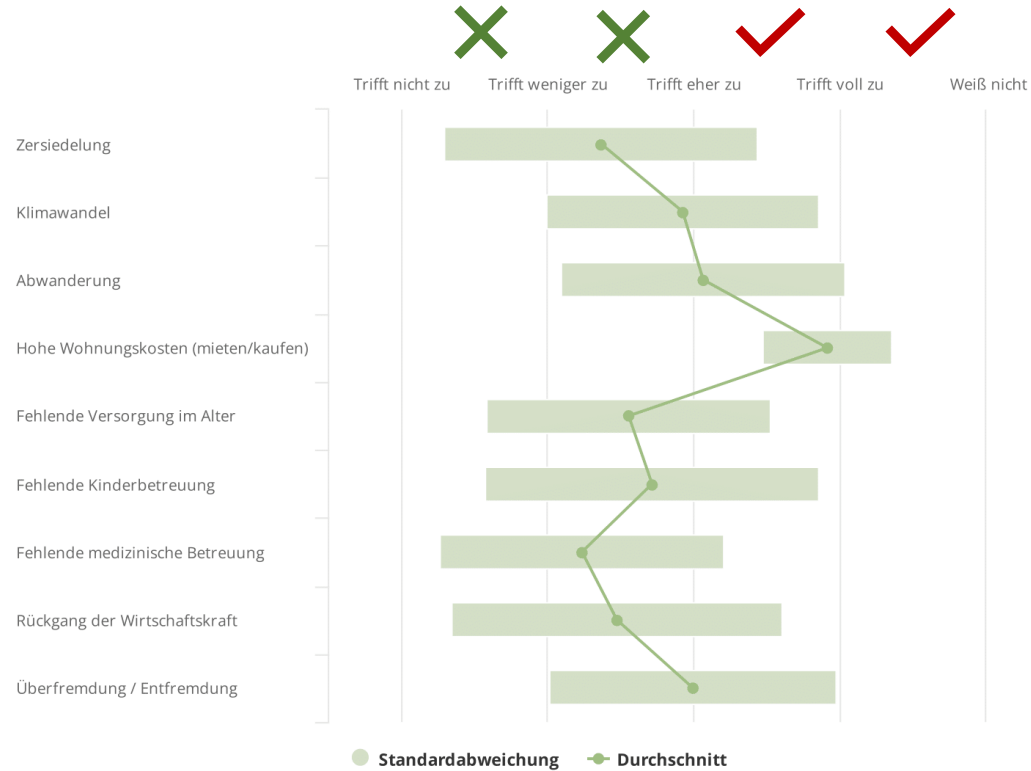 Trifft nicht zu Trifft weniger zu Trifft eher zu Trifft voll zu Weiß nicht
Zersiedelung
Klimawandel
Abwanderung
Hohe Wohnungskosten (mieten/kaufen)
Fehlende Versorgung im Alter
Fehlende Kinderbetreuung
Fehlende medizinische Betreuung
Rückgang der Wirtschaftskraft
Überfremdung / Entfremdung
Standardabweichung Durchschnitt